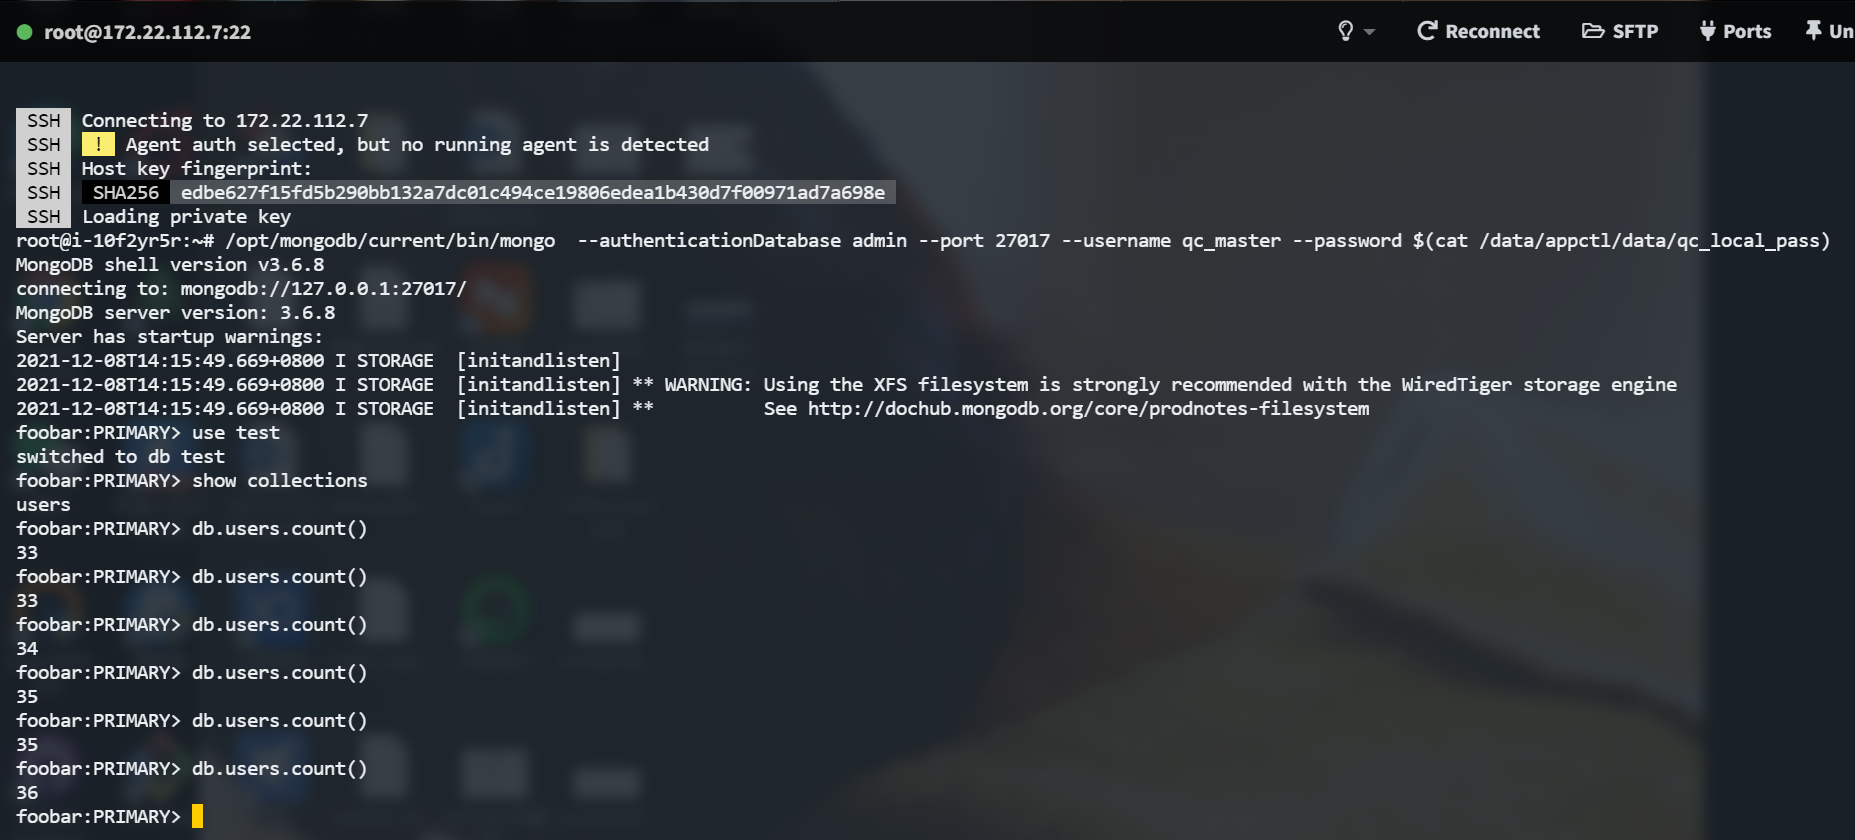 root@172.22.112.7:22 Reconnect SFTP Ports Un
SSH Connecting to 172.22.112.7
SSH ! Agent auth selected, but no running agent is detected
SSH Host key fingerprint:
SSH SHA256 edbe627f15fd5b290bb132a7dc01c494ce19806edea1b430d7f00971ad7a698e
SSH Loading private key
root@i-10f2yr5r:~# /opt/mongodb/current/bin/mongo  --authenticationDatabase admin --port 27017 --username qc_master --password $(cat /data/appctl/data/qc_local_pass)
MongoDB shell version v3.6.8
connecting to: mongodb://127.0.0.1:27017/
MongoDB server version: 3.6.8
Server has startup warnings:
2021-12-08T14:15:49.669+0800 I STORAGE  [initandlisten]
2021-12-08T14:15:49.669+0800 I STORAGE  [initandlisten] ** WARNING: Using the XFS filesystem is strongly recommended with the WiredTiger storage engine
2021-12-08T14:15:49.669+0800 I STORAGE  [initandlisten] **          See http://dochub.mongodb.org/core/prodnotes-filesystem
foobar:PRIMARY> use test
switched to db test
foobar:PRIMARY> show collections
users
foobar:PRIMARY> db.users.count()
33
foobar:PRIMARY> db.users.count()
33
foobar:PRIMARY> db.users.count()
34
foobar:PRIMARY> db.users.count()
35
foobar:PRIMARY> db.users.count()
35
foobar:PRIMARY> db.users.count()
36
foobar:PRIMARY>